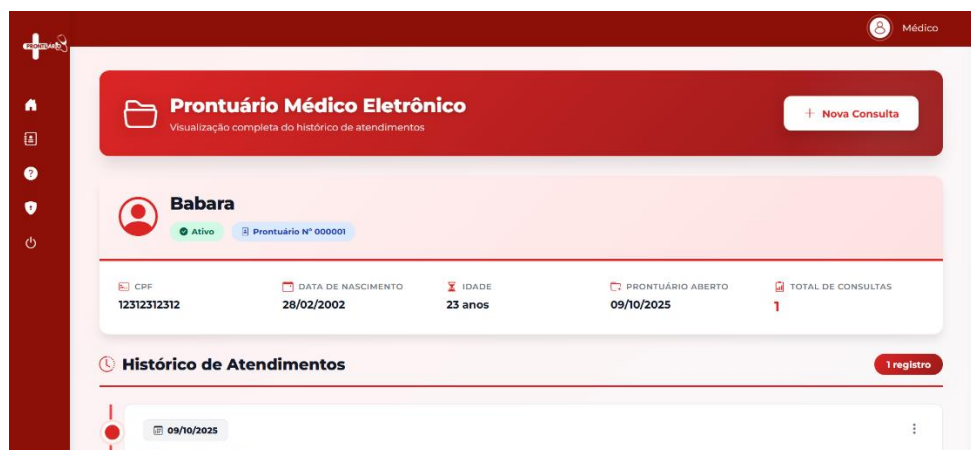 PRONTUÁRIO
Médico
Prontuário Médico Eletrônico
Visualização completa do histórico de atendimentos
+ Nova Consulta
Babara
Ativo
Prontuário Nº 000001
CPF
12312312312
DATA DE NASCIMENTO
28/02/2002
IDADE
23 anos
PRONTUÁRIO ABERTO
09/10/2025
TOTAL DE CONSULTAS
1
Histórico de Atendimentos
1 registro
09/10/2025